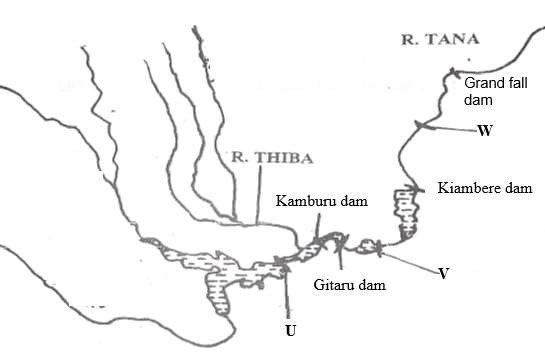 R. TANA
Grand fall
dam
W
R. THIBA
Kiambere dam
Kamburu dam
V
Gitaru dam
U